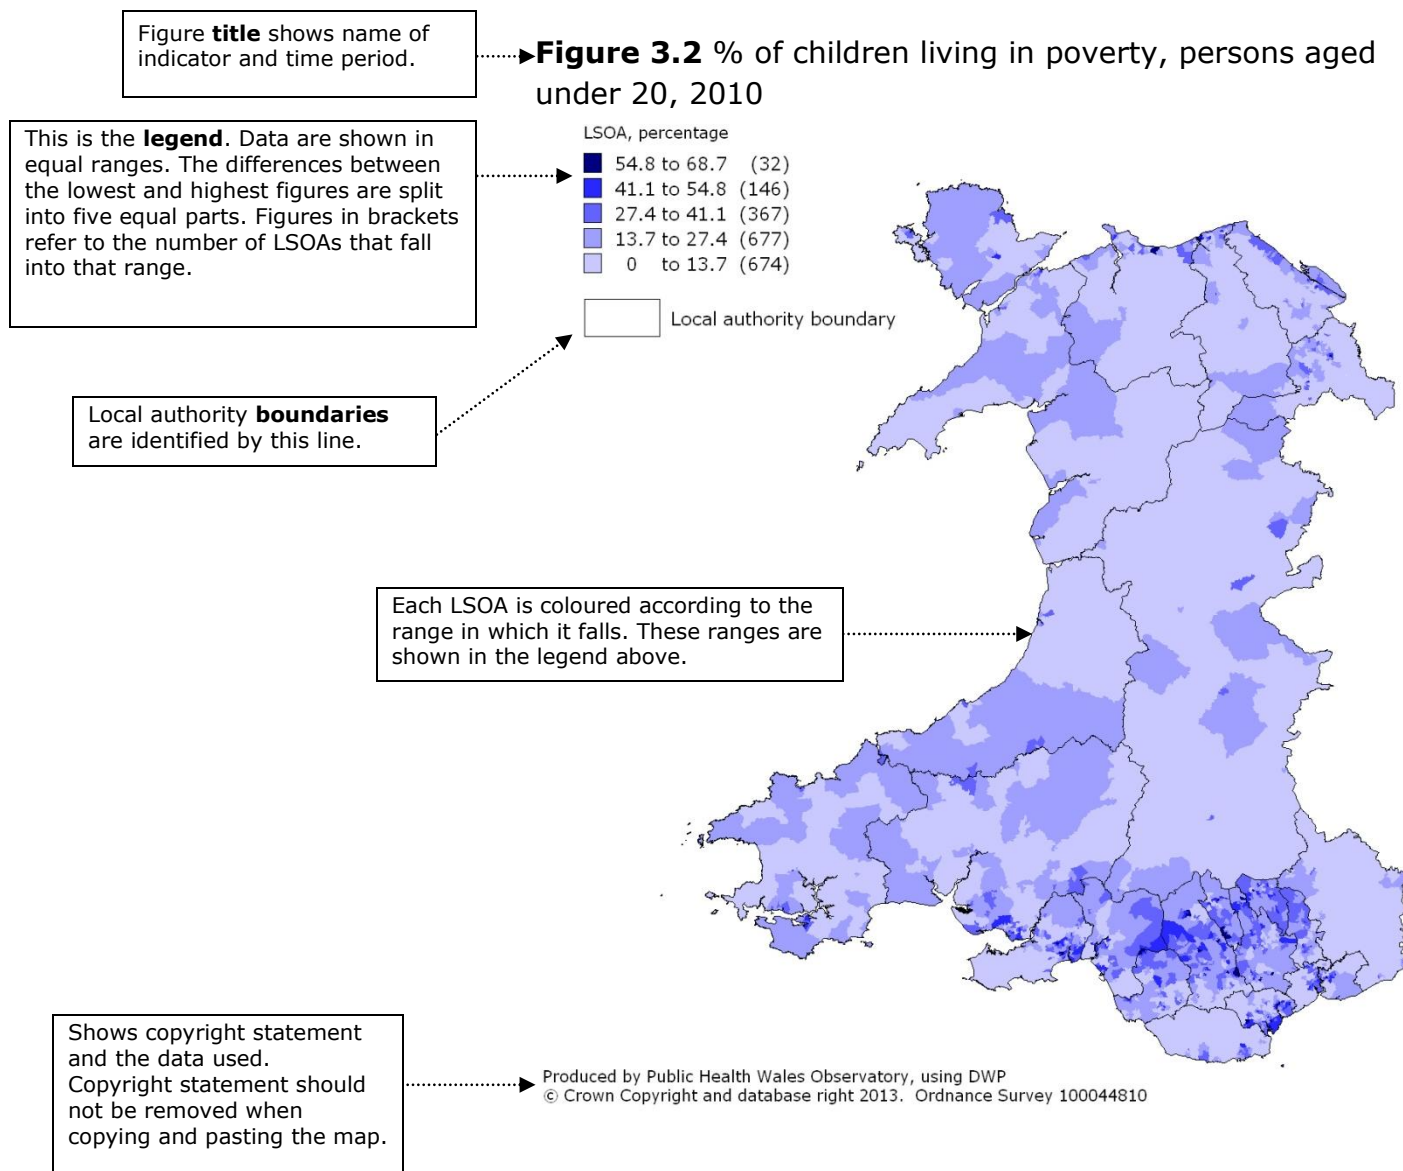 Figure title shows name of
indicator and time period.
Figure 3.2 % of children living in poverty, persons aged
under 20, 2010
This is the legend. Data are shown in
equal ranges. The differences between
the lowest and highest figures are split
into five equal parts. Figures in brackets
refer to the number of LSOAs that fall
into that range.
LSOA, percentage
54.8 to 68.7 (32)
41.1 to 54.8 (146)
27.4 to 41.1 (367)
13.7 to 27.4 (677)
0 to 13.7 (674)
Local authority boundary
Local authority boundaries
are identified by this line.
Each LSOA is coloured according to the
range in which it falls. These ranges are
shown in the legend above.
Shows copyright statement
and the data used.
Copyright statement should
not be removed when
copying and pasting the map.
Produced by Public Health Wales Observatory, using DWP
© Crown Copyright and database right 2013. Ordnance Survey 100044810